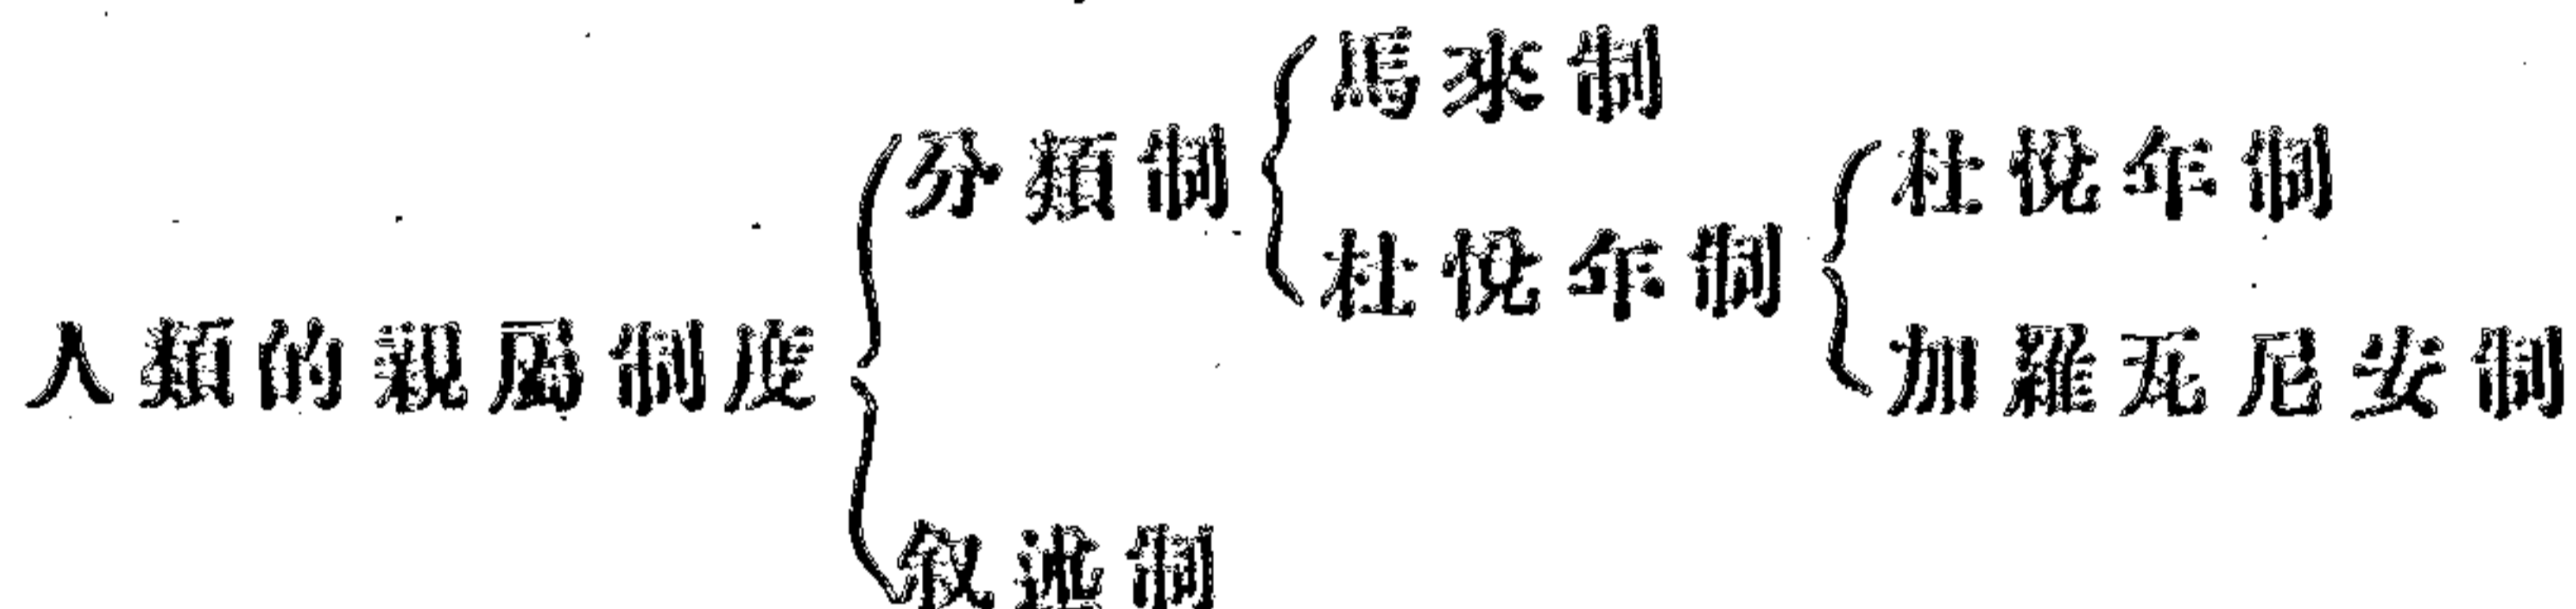 馬來制
分類制
杜悅年制
杜悅年制
人類的親屬制度
加羅瓦尼安制
叙述制